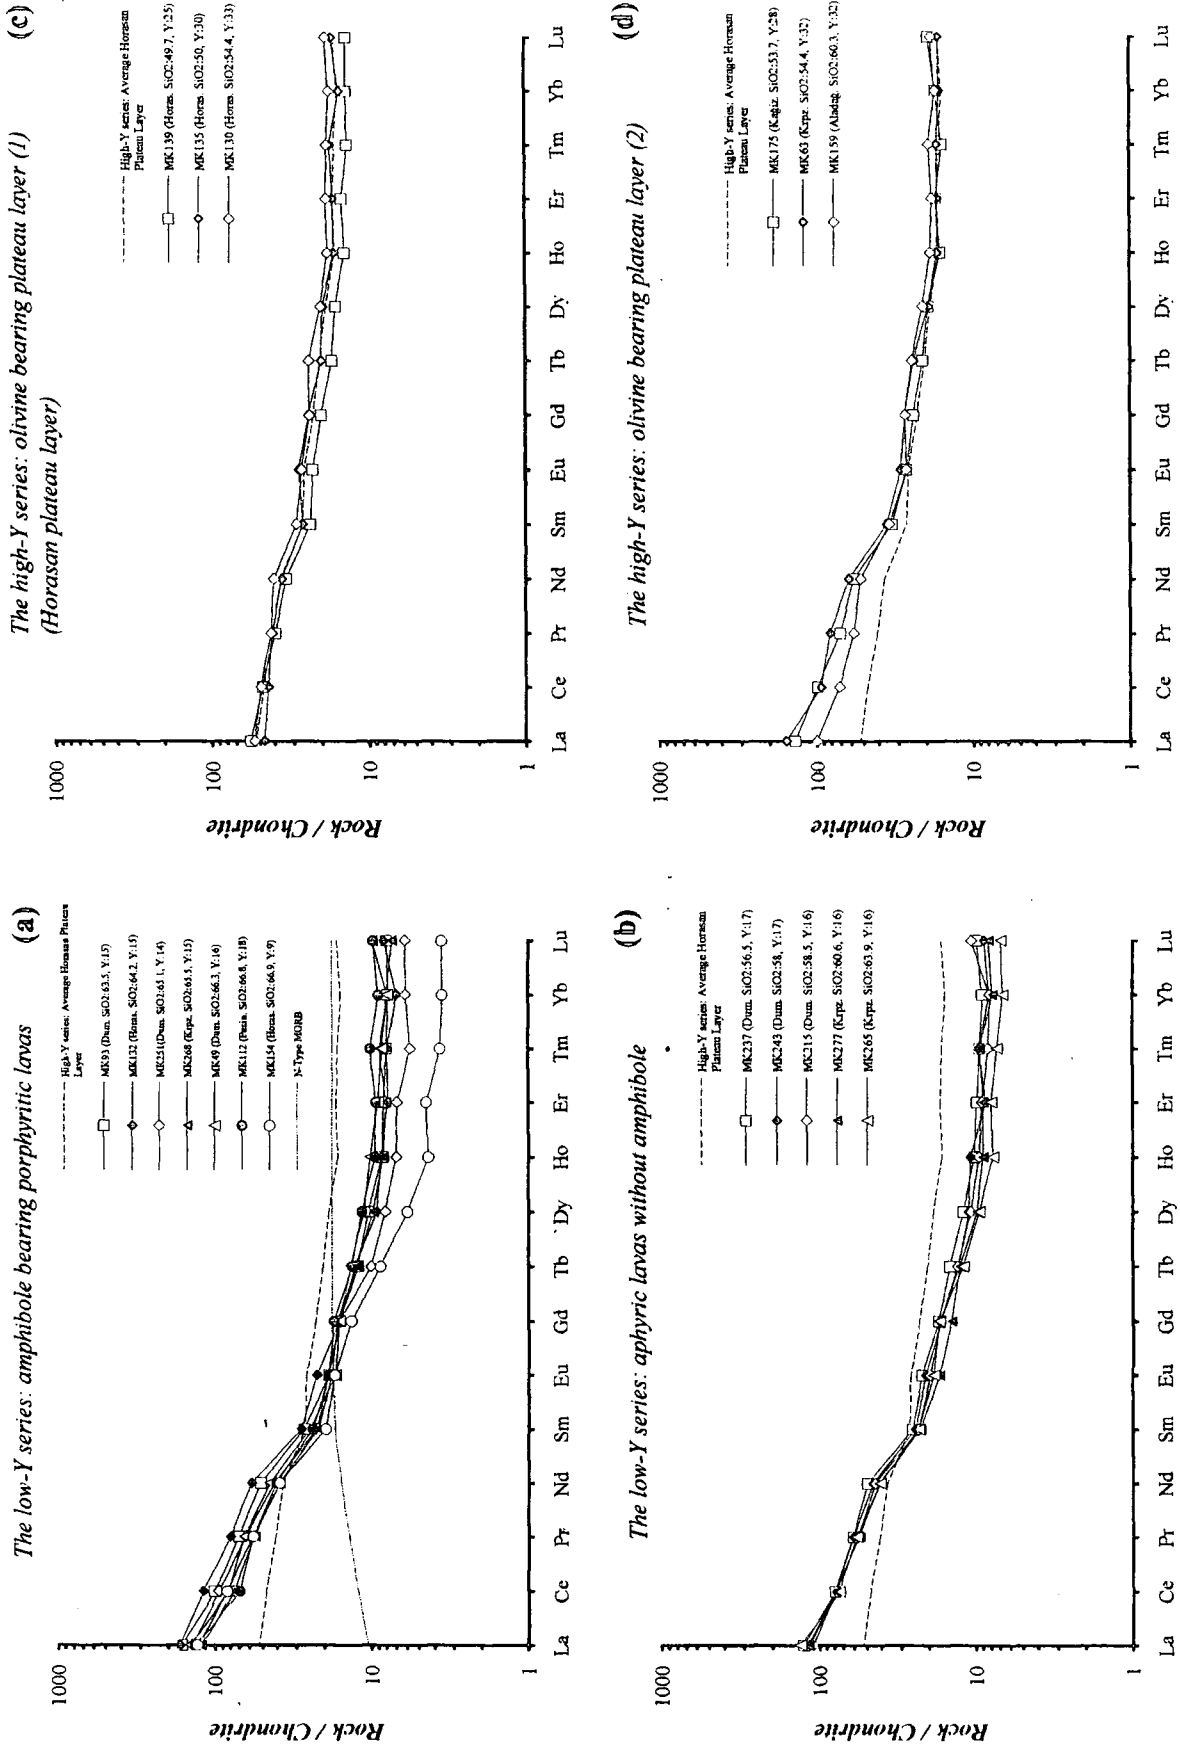 The low-Y series: amphibole bearing porphyritic lavas
(a)
High-Y series: Average Horasan Plateau
Layer
MK93 (Dum. SiO2:63.5, Y:15)
MK132 (Horas. SiO2:64.2, Y:15)
MK251(Dum. SiO2:65.1, Y:14)
MK268 (Krpz. SiO2:65.5, Y:15)
MK49 (Dum. SiO2:66.3, Y:16)
MK112 (Pasin. SiO2:66.8, Y:18)
MK154 (Horas. SiO2:66.9, Y:9)
N-Type MORB
Rock / Chondrite
1000
100
10
1
La Ce Pr Nd Sm Eu Gd Tb Dy Ho Er Tm Yb Lu
The low-Y series: aphyric lavas without amphibole
(b)
High-Y series: Average Horasan
Plateau Layer
MK237 (Dum. SiO2:56.5, Y:17)
MK243 (Dum. SiO2:58, Y:17)
MK215 (Dum. SiO2:58.5, Y:16)
MK277 (Krpz. SiO2:60.6, Y:16)
MK265 (Krpz. SiO2:63.9, Y:16)
Rock / Chondrite
1000
100
10
1
La Ce Pr Nd Sm Eu Gd Tb Dy Ho Er Tm Yb Lu
The high-Y series: olivine bearing plateau layer (1)
(Horasan plateau layer)
(c)
High-Y series: Average Horasan
Plateau Layer
MK139 (Horas. SiO2:49.7, Y:25)
MK135 (Horas. SiO2:50, Y:30)
MK130 (Horas. SiO2:54.4, Y:33)
Rock / Chondrite
1000
100
10
1
La Ce Pr Nd Sm Eu Gd Tb Dy Ho Er Tm Yb Lu
The high-Y series: olivine bearing plateau layer (2)
(d)
High-Y series: Average Horasan
Plateau Layer
MK175 (Kagiz. SiO2:53.7, Y:28)
MK63 (Krpz. SiO2:54.4, Y:32)
MK159 (Aladag. SiO2:60.3, Y:32)
Rock / Chondrite
1000
100
10
1
La Ce Pr Nd Sm Eu Gd Tb Dy Ho Er Tm Yb Lu